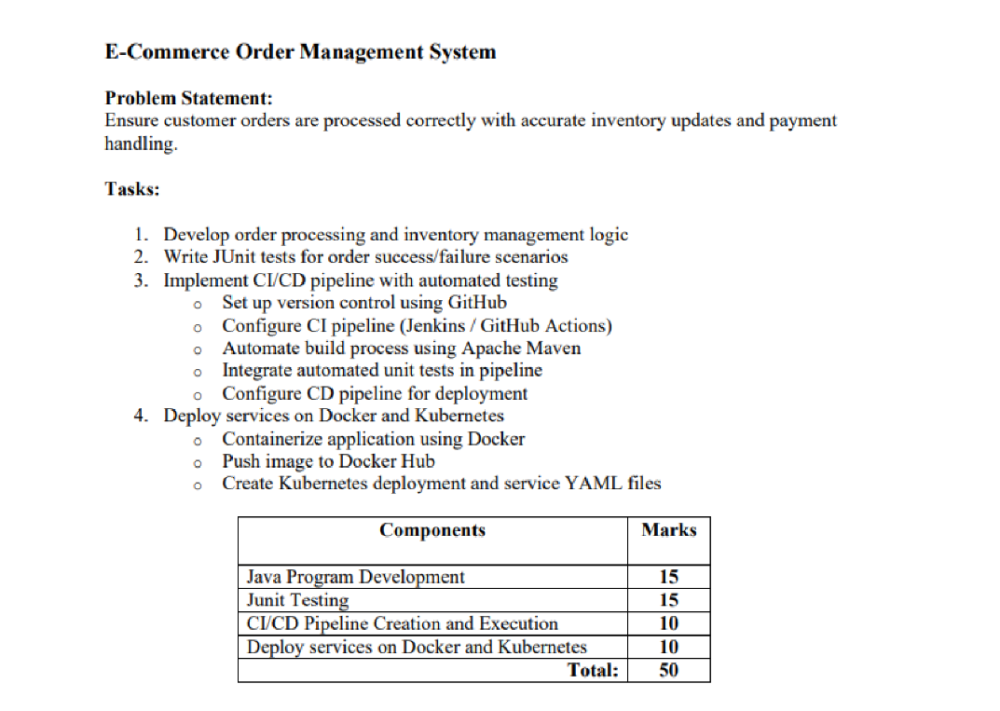 E-Commerce Order Management System
Problem Statement:
Ensure customer orders are processed correctly with accurate inventory updates and payment
handling.
Tasks:
1. Develop order processing and inventory management logic
2. Write JUnit tests for order success/failure scenarios
3. Implement CI/CD pipeline with automated testing
o Set up version control using GitHub
o Configure CI pipeline (Jenkins / GitHub Actions)
o Automate build process using Apache Maven
o Integrate automated unit tests in pipeline
o Configure CD pipeline for deployment
4. Deploy services on Docker and Kubernetes
o Containerize application using Docker
o Push image to Docker Hub
o Create Kubernetes deployment and service YAML files
Components Marks
Java Program Development 15
Junit Testing 15
CI/CD Pipeline Creation and Execution 10
Deploy services on Docker and Kubernetes 10
Total: 50